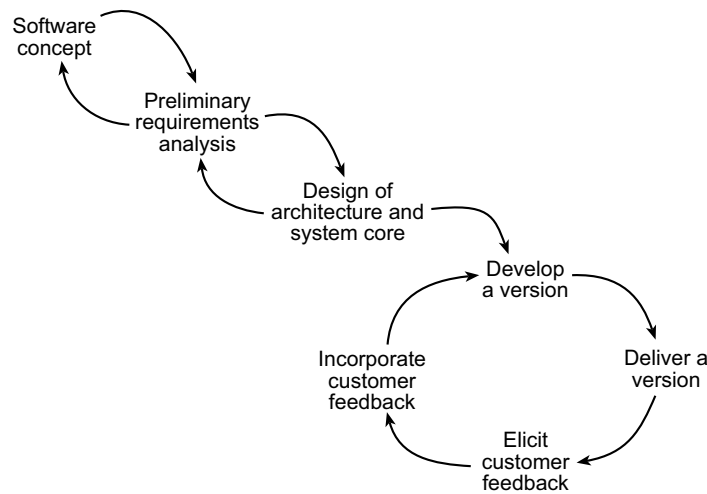 Software
concept
Preliminary
requirements
analysis
Design of
architecture and
system core
Develop
a version
Deliver a
version
Elicit
customer
feedback
Incorporate
customer
feedback